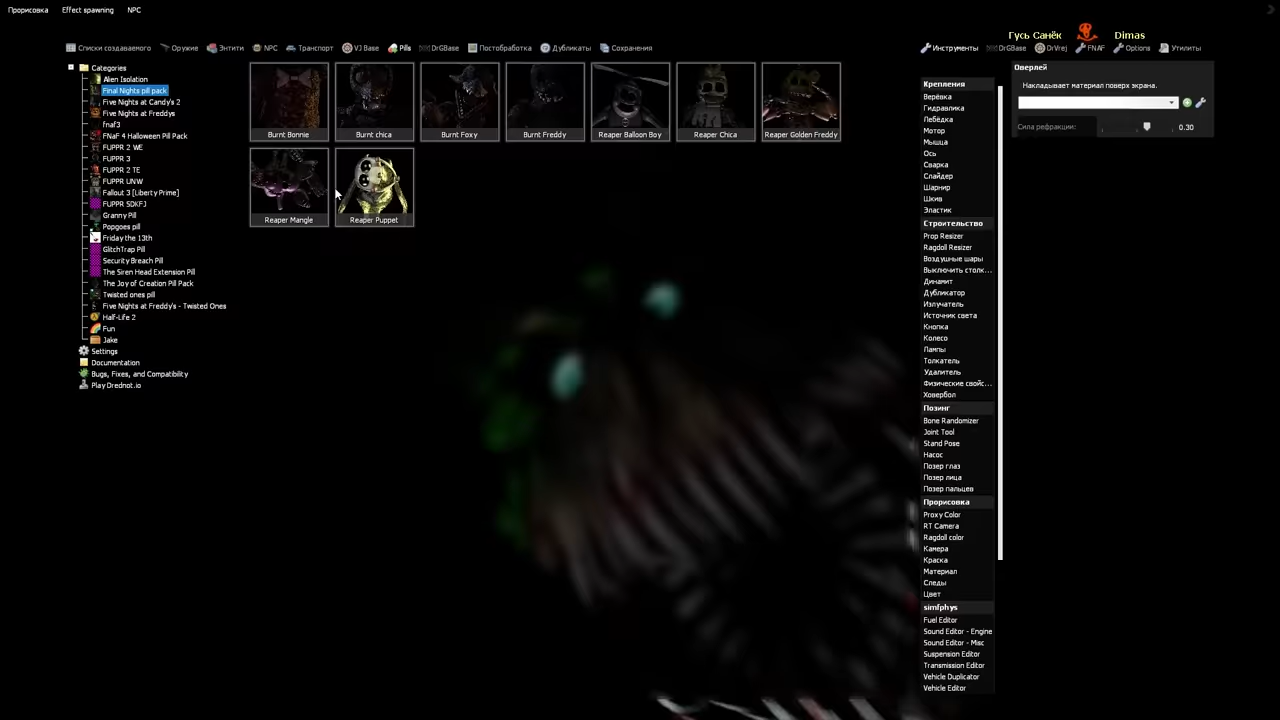 Прорисовка Effect spawning NPC
Гусь Санёк Dimas
Списки создаваемого Оружие Энтити NPC Транспорт VJ Base Pills DrGBase Постобработка Дубликаты Сохранения
Инструменты DrGBase OrVrej FNAF Options Утилиты
Categories
Alien Isolation
Final Nights pill pack
Five Nights at Candy's 2
Five Nights at Freddys
fnaf3
FNaF 4 Halloween Pill Pack
FUPPR 2 WE
FUPPR 3
FUPPR 2 TE
FUPPR UNW
Fallout 3 [Liberty Prime]
FUPPR SDKFJ
Granny Pill
Popgoes pill
Friday the 13th
GlitchTrap Pill
Security Breach Pill
The Siren Head Extension Pill
The Joy of Creation Pill Pack
Twisted ones pill
Five Nights at Freddy's - Twisted Ones
Half-Life 2
Fun
Jake
Settings
Documentation
Bugs, Fixes, and Compatibility
Play Drednot.io
Burnt Bonnie
Burnt chica
Burnt Foxy
Burnt Freddy
Reaper Balloon Boy
Reaper Chica
Reaper Golden Freddy
Reaper Mangle
Reaper Puppet
Крепления
Верёвка
Гидравлика
Лебёдка
Мотор
Мышца
Ось
Сварка
Слайдер
Шарнир
Шкив
Эластик
Строительство
Prop Resizer
Ragdoll Resizer
Воздушные шары
Выключить столк...
Динамит
Дубликатор
Излучатель
Источник света
Кнопка
Колесо
Лампы
Толкатель
Удалитель
Физические свойс...
Ховербол
Позинг
Bone Randomizer
Joint Tool
Stand Pose
Насос
Позер глаз
Позер лица
Позер пальцев
Прорисовка
Proxy Color
RT Camera
Ragdoll color
Камера
Краска
Материал
Следы
Цвет
simfphys
Fuel Editor
Sound Editor - Engine
Sound Editor - Misc
Suspension Editor
Transmission Editor
Vehicle Duplicator
Vehicle Editor
Оверлей
Накладывает материал поверх экрана.
Сила рефракции: 0.30